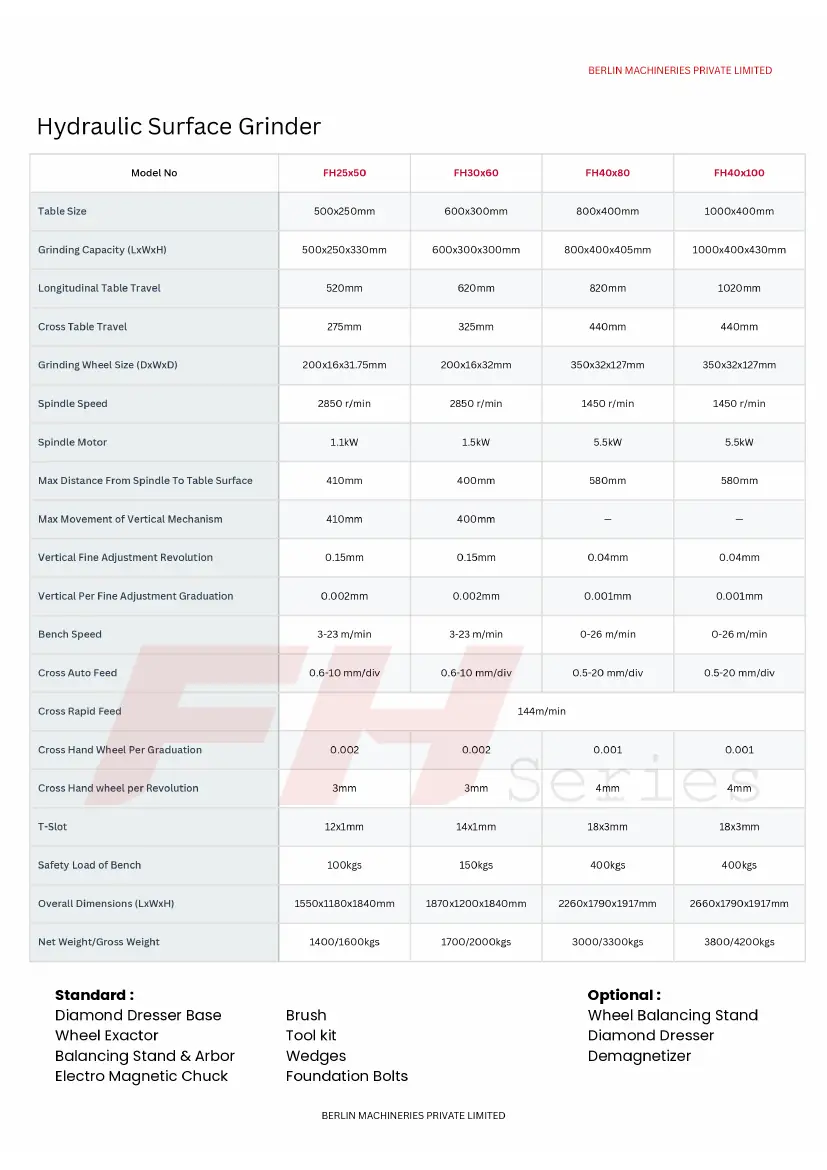 BERLIN MACHINERIES PRIVATE LIMITED
Hydraulic Surface Grinder
Model No FH25x50 FH30x60 FH40x80 FH40x100
Table Size 500x250mm 600x300mm 800x400mm 1000x400mm
Grinding Capacity (LxWxH) 500x250x330mm 600x300x300mm 800x400x405mm 1000x400x430mm
Longitudinal Table Travel 520mm 620mm 820mm 1020mm
Cross Table Travel 275mm 325mm 440mm 440mm
Grinding Wheel Size (DxWxD) 200x16x31.75mm 200x16x32mm 350x32x127mm 350x32x127mm
Spindle Speed 2850 r/min 2850 r/min 1450 r/min 1450 r/min
Spindle Motor 1.1kW 1.5kW 5.5kW 5.5kW
Max Distance From Spindle To Table Surface 410mm 400mm 580mm 580mm
Max Movement of Vertical Mechanism 410mm 400mm — —
Vertical Fine Adjustment Revolution 0.15mm 0.15mm 0.04mm 0.04mm
Vertical Per Fine Adjustment Graduation 0.002mm 0.002mm 0.001mm 0.001mm
Bench Speed 3-23 m/min 3-23 m/min 0-26 m/min 0-26 m/min
Cross Auto Feed 0.6-10 mm/div 0.6-10 mm/div 0.5-20 mm/div 0.5-20 mm/div
Cross Rapid Feed 144m/min
Cross Hand Wheel Per Graduation 0.002 0.002 0.001 0.001
Cross Hand wheel per Revolution 3mm 3mm 4mm 4mm
FH Series
T-Slot 12x1mm 14x1mm 18x3mm 18x3mm
Safety Load of Bench 100kgs 150kgs 400kgs 400kgs
Overall Dimensions (LxWxH) 1550x1180x1840mm 1870x1200x1840mm 2260x1790x1917mm 2660x1790x1917mm
Net Weight/Gross Weight 1400/1600kgs 1700/2000kgs 3000/3300kgs 3800/4200kgs
Standard : Optional :
Diamond Dresser Base Brush Wheel Balancing Stand
Wheel Exactor Tool kit Diamond Dresser
Balancing Stand & Arbor Wedges Demagnetizer
Electro Magnetic Chuck Foundation Bolts
BERLIN MACHINERIES PRIVATE LIMITED